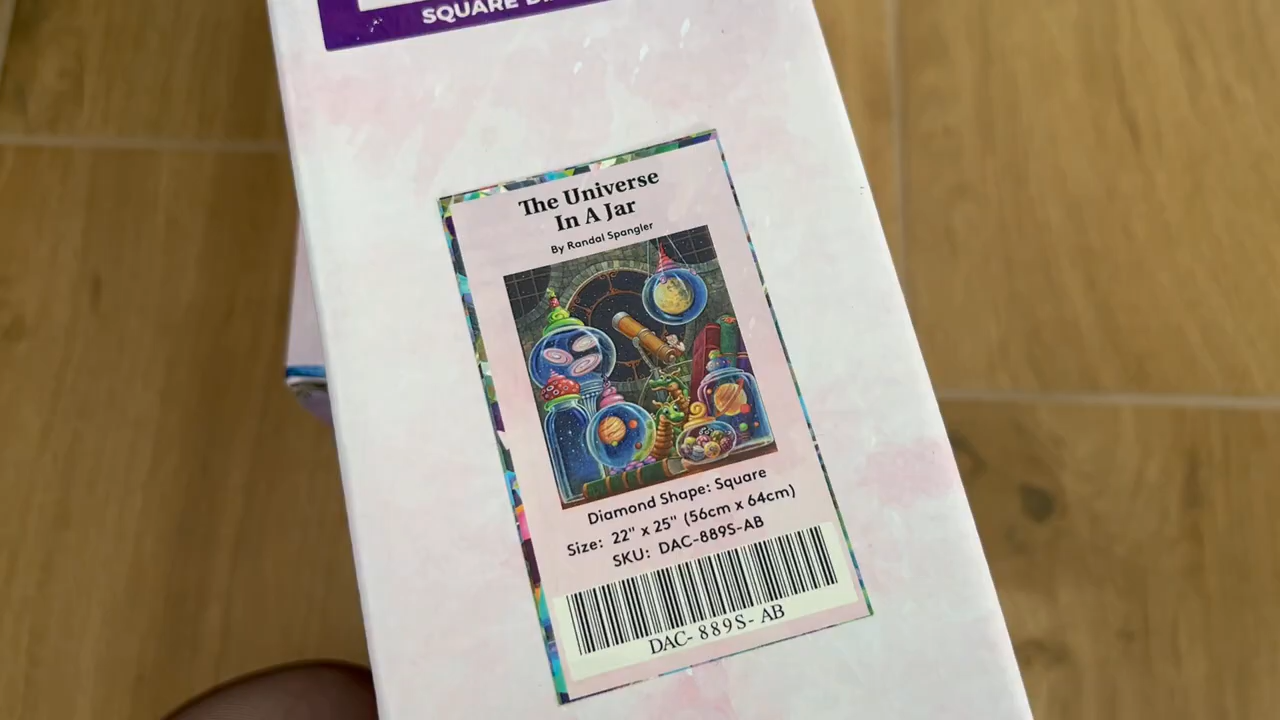 SQUARE
The Universe
In A Jar
By Randal Spangler
Diamond Shape: Square
Size: 22" x 25" (56cm x 64cm)
SKU: DAC-889S-AB
DAC-889S-AB